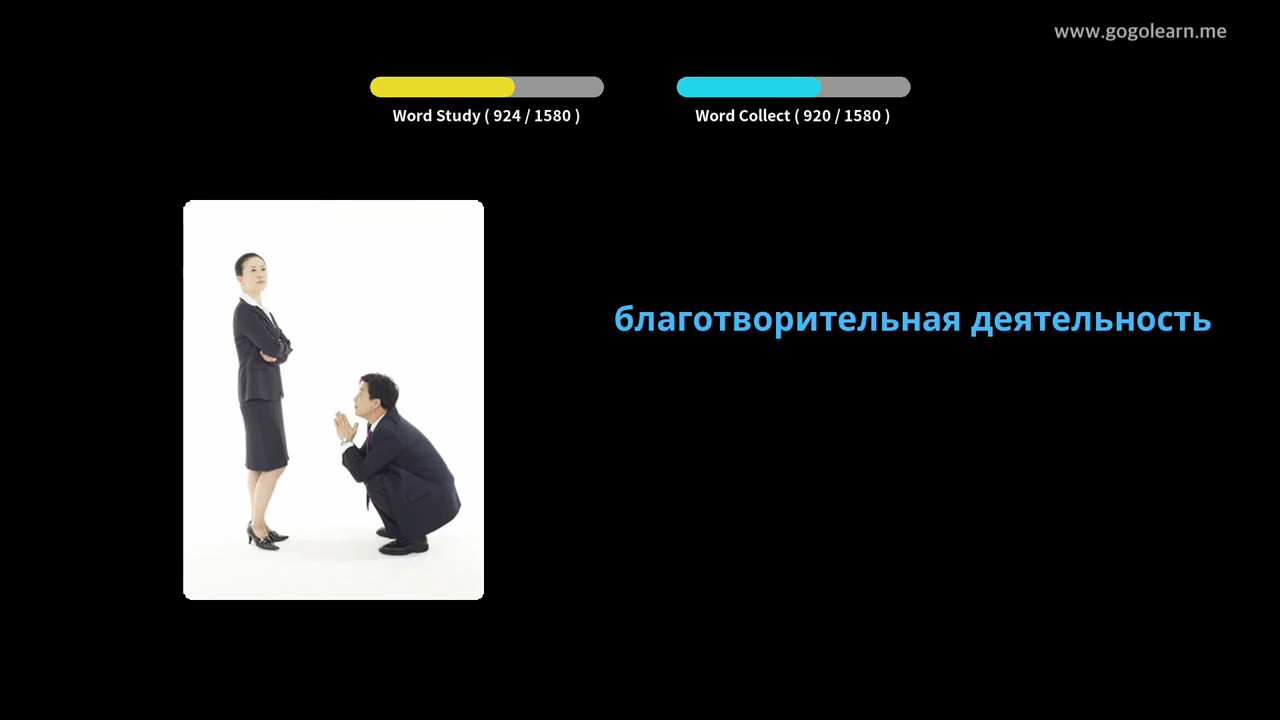 www.gogolearn.me
Word Study ( 924 / 1580 )
Word Collect ( 920 / 1580 )
благотворительная деятельность